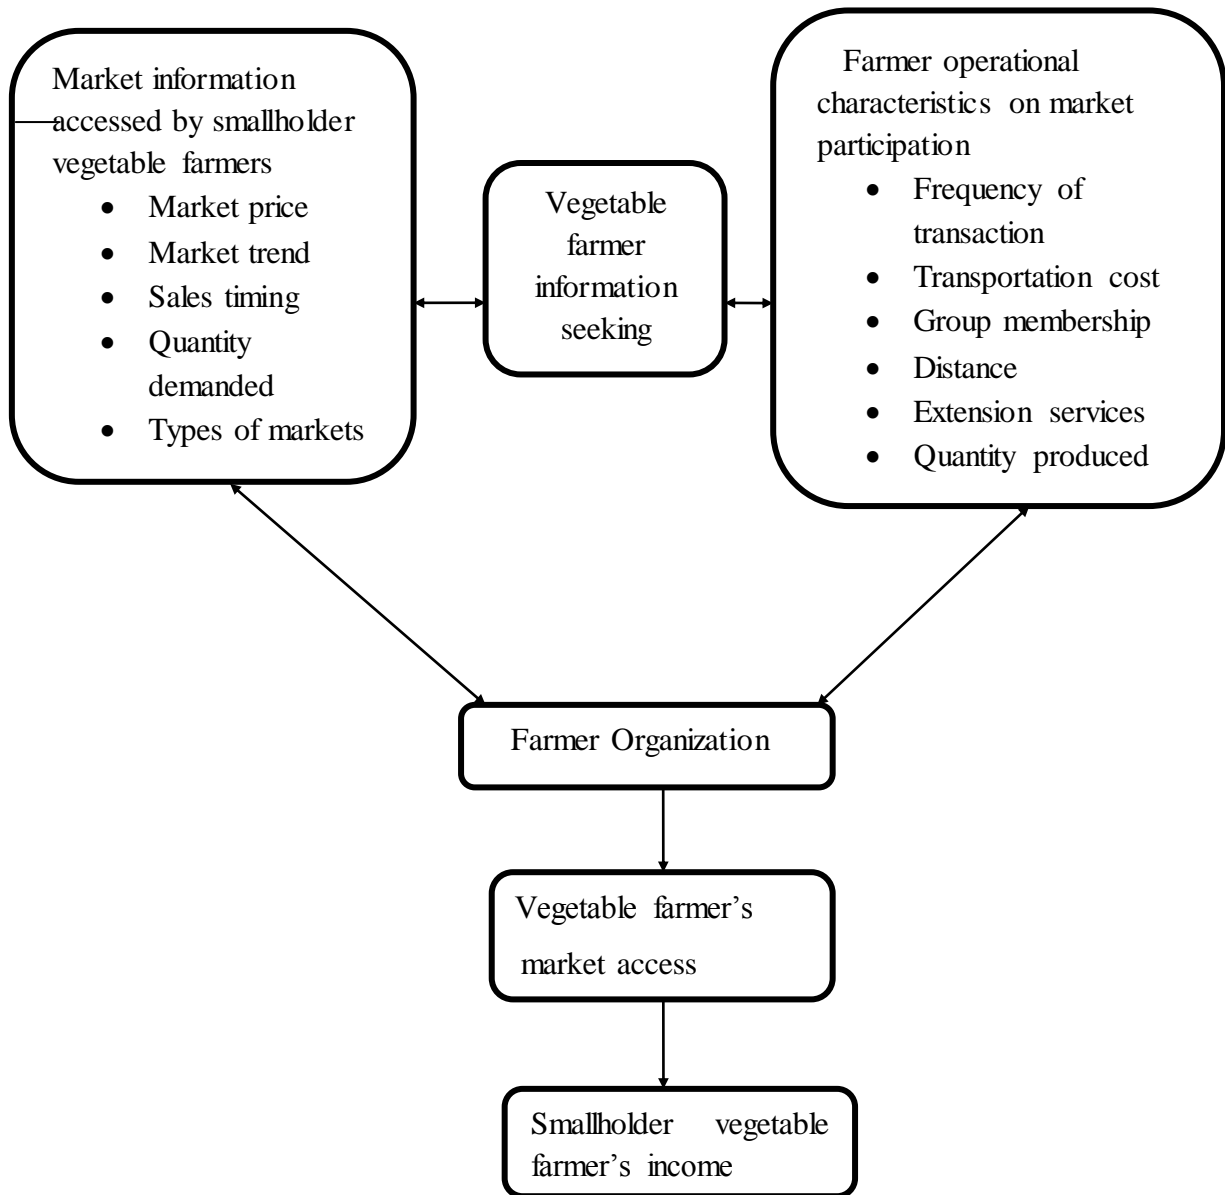 Market information
accessed by smallholder
vegetable farmers
• Market price
• Market trend
• Sales timing
• Quantity
demanded
• Types of markets
Vegetable
farmer
information
seeking
Farmer operational
characteristics on market
participation
• Frequency of
transaction
• Transportation cost
• Group membership
• Distance
• Extension services
• Quantity produced
Farmer Organization
Vegetable farmer’s
market access
Smallholder vegetable
farmer’s income